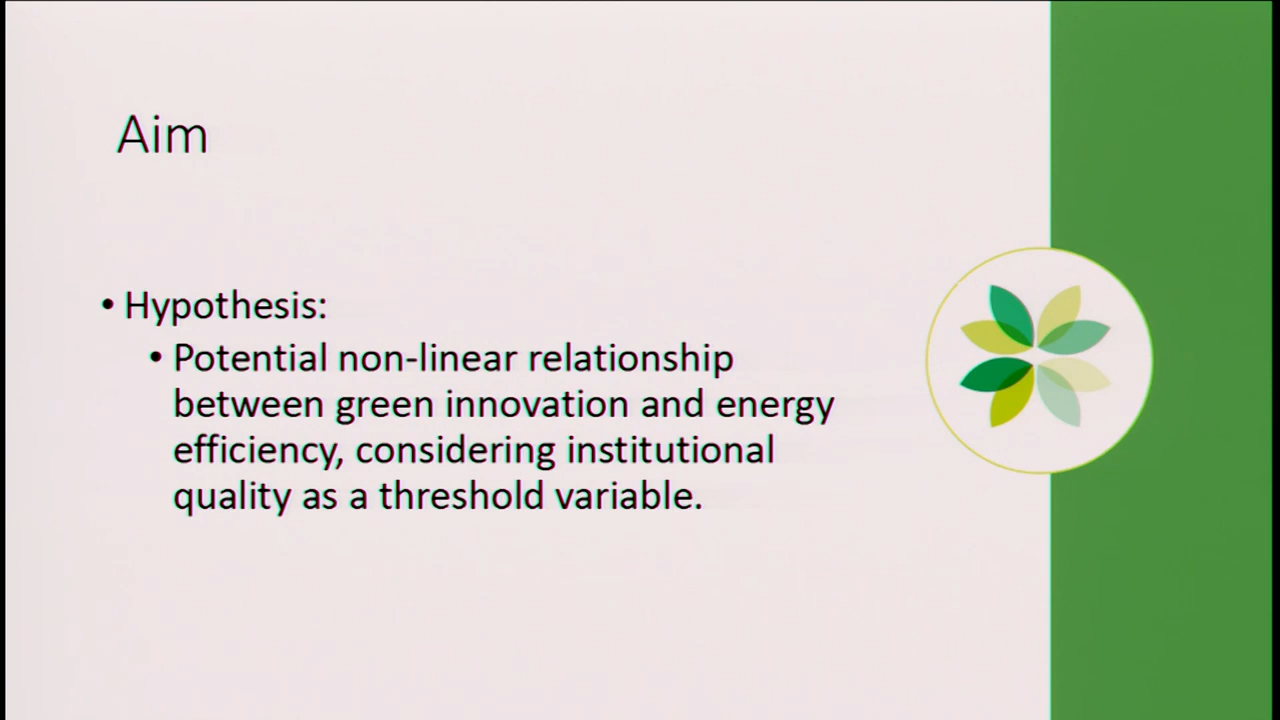 Aim
• Hypothesis:
• Potential non-linear relationship
between green innovation and energy
efficiency, considering institutional
quality as a threshold variable.